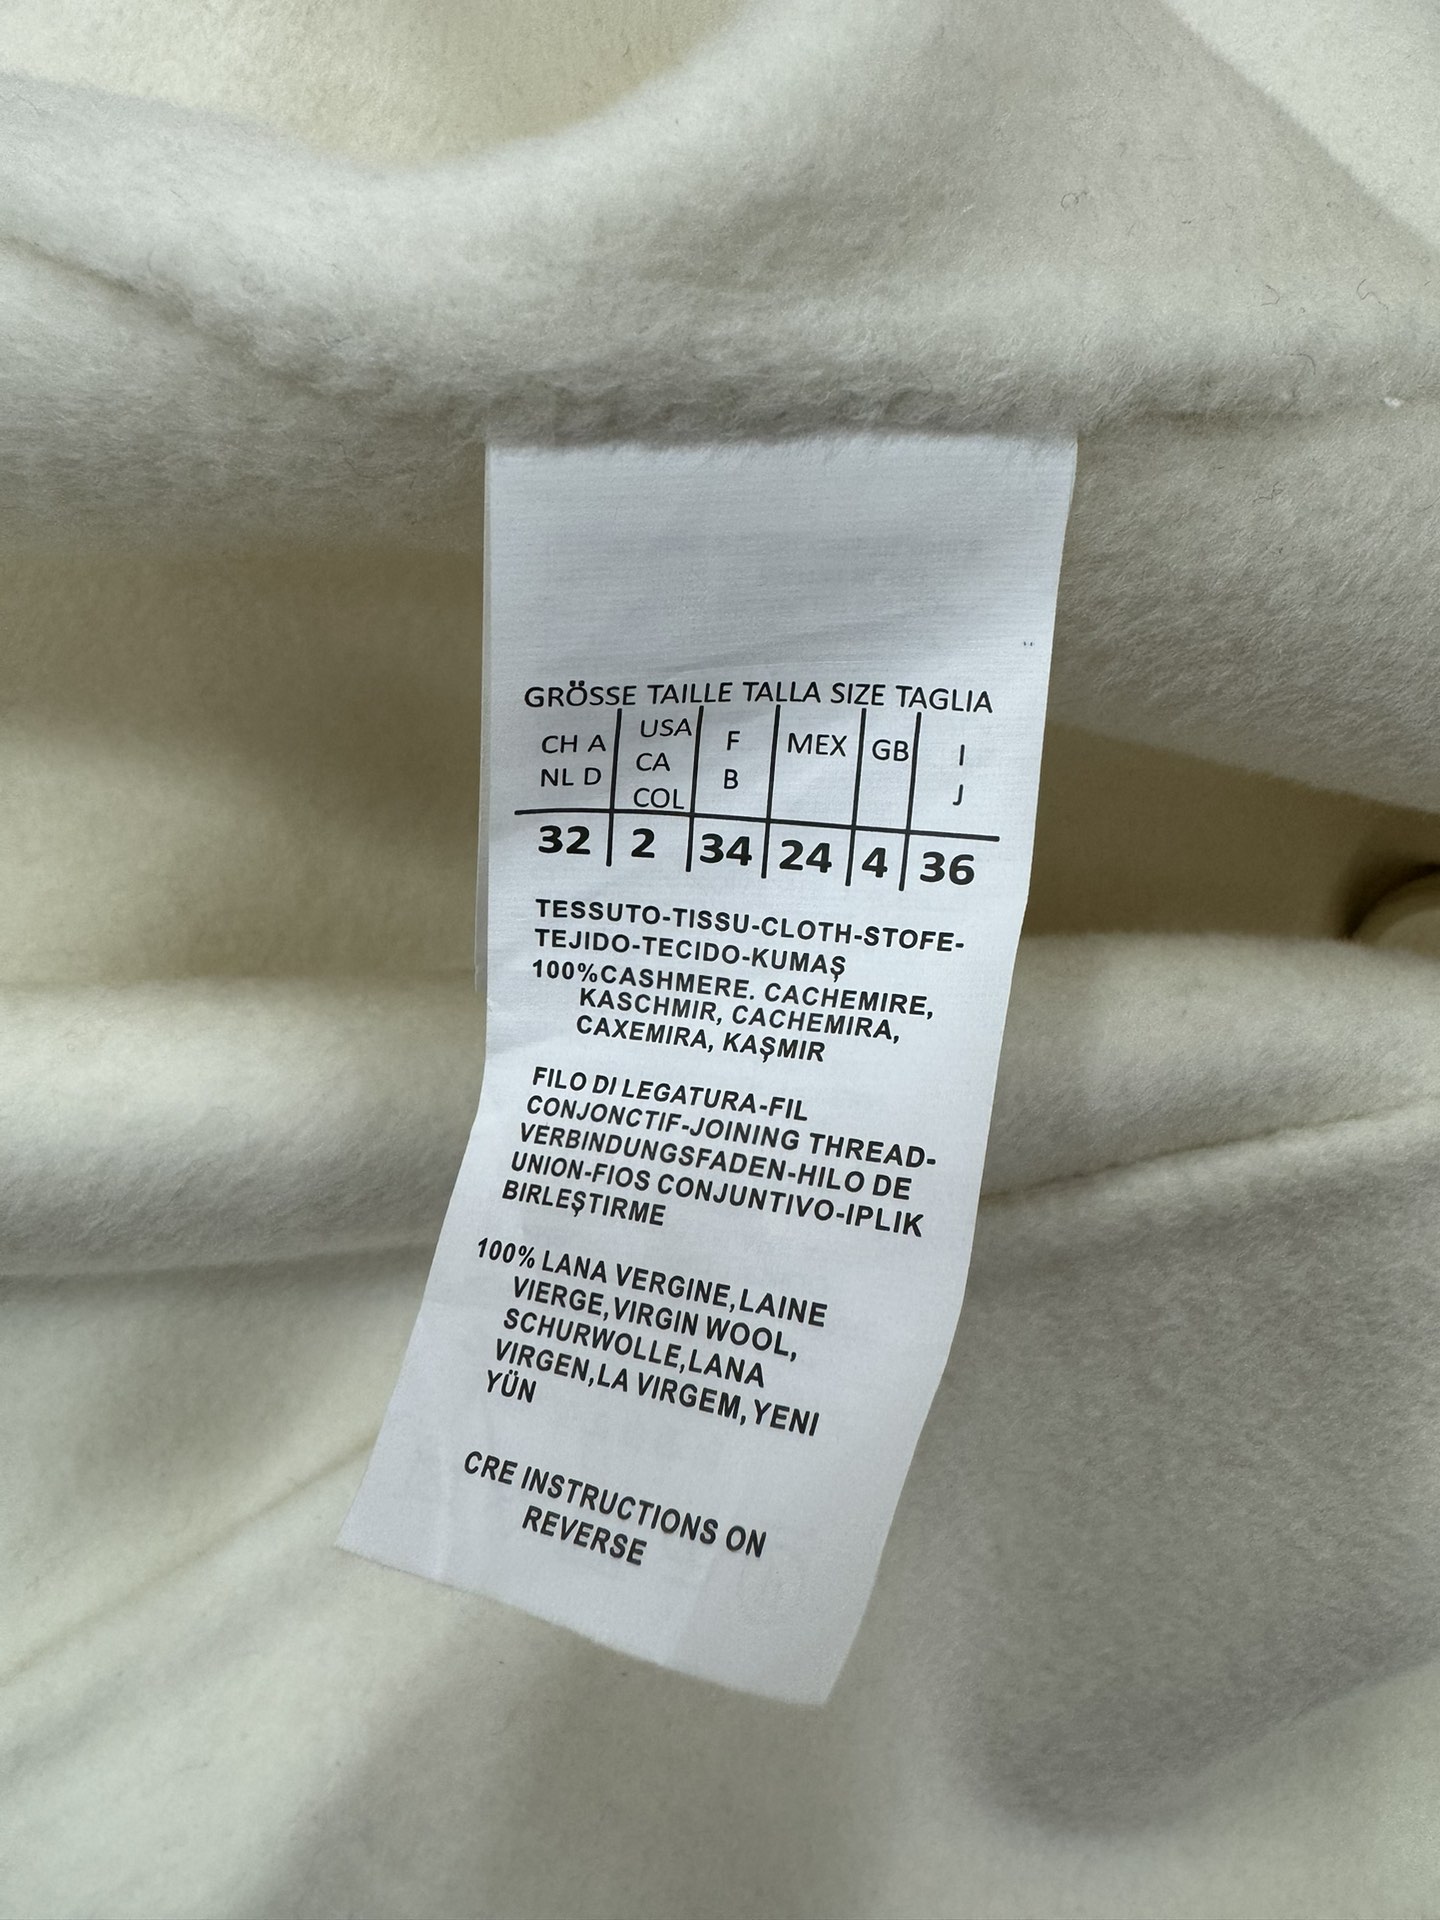 GRÖSSE TAILLE TALLA SIZE TAGLIA
CH A USA F MEX GB I
NL D CA B J
COL
32 2 34 24 4 36
TESSUTO-TISSU-CLOTH-STOFE-
TEJIDO-TECIDO-KUMAŞ
100%CASHMERE. CACHEMIRE,
KASCHMIR, CACHEMIRA,
CAXEMIRA, KAŞMIR
FILO DI LEGATURA-FIL
CONJONCTIF-JOINING THREAD-
VERBINDUNGSFADEN-HILO DE
UNION-FIOS CONJUNTIVO-IPLIK
BIRLEŞTIRME
100% LANA VERGINE,LAINE
VIERGE,VIRGIN WOOL,
SCHURWOLLE,LANA
VIRGEN,LA VIRGEM,YENI
YÜN
CRE INSTRUCTIONS ON
REVERSE